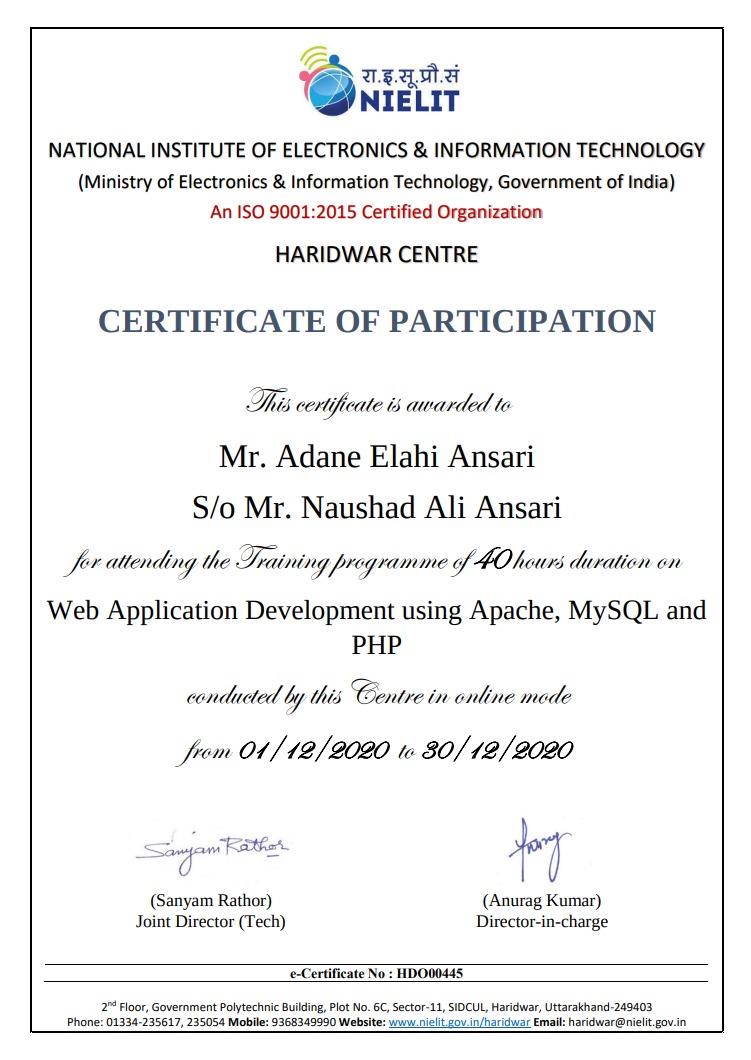 रा.इ.सू.प्रौ.सं
NIELIT
NATIONAL INSTITUTE OF ELECTRONICS & INFORMATION TECHNOLOGY
(Ministry of Electronics & Information Technology, Government of India)
An ISO 9001:2015 Certified Organization
HARIDWAR CENTRE
CERTIFICATE OF PARTICIPATION
This certificate is awarded to
Mr. Adane Elahi Ansari
S/o Mr. Naushad Ali Ansari
for attending the Training programme of 40 hours duration on
Web Application Development using Apache, MySQL and
PHP
conducted by this Centre in online mode
from 01/12/2020 to 30/12/2020
Sanyam Rathor
Anurag
(Sanyam Rathor) (Anurag Kumar)
Joint Director (Tech) Director-in-charge
e-Certificate No : HDO00445
2nd Floor, Government Polytechnic Building, Plot No. 6C, Sector-11, SIDCUL, Haridwar, Uttarakhand-249403
Phone: 01334-235617, 235054 Mobile: 9368349990 Website: www.nielit.gov.in/haridwar Email: haridwar@nielit.gov.in